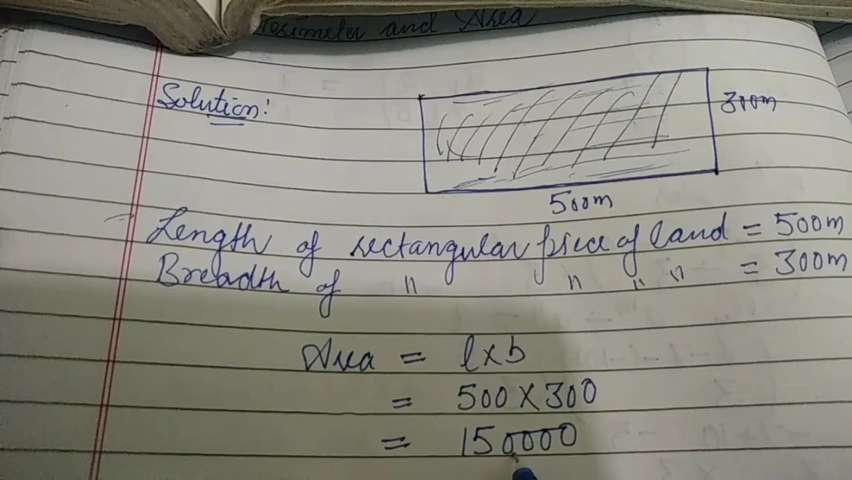 and Area
Solution:
300m
500m
Length of rectangular piece of land = 500m
Breadth of " " " " = 300m
Area = l×b
= 500×300
= 150000